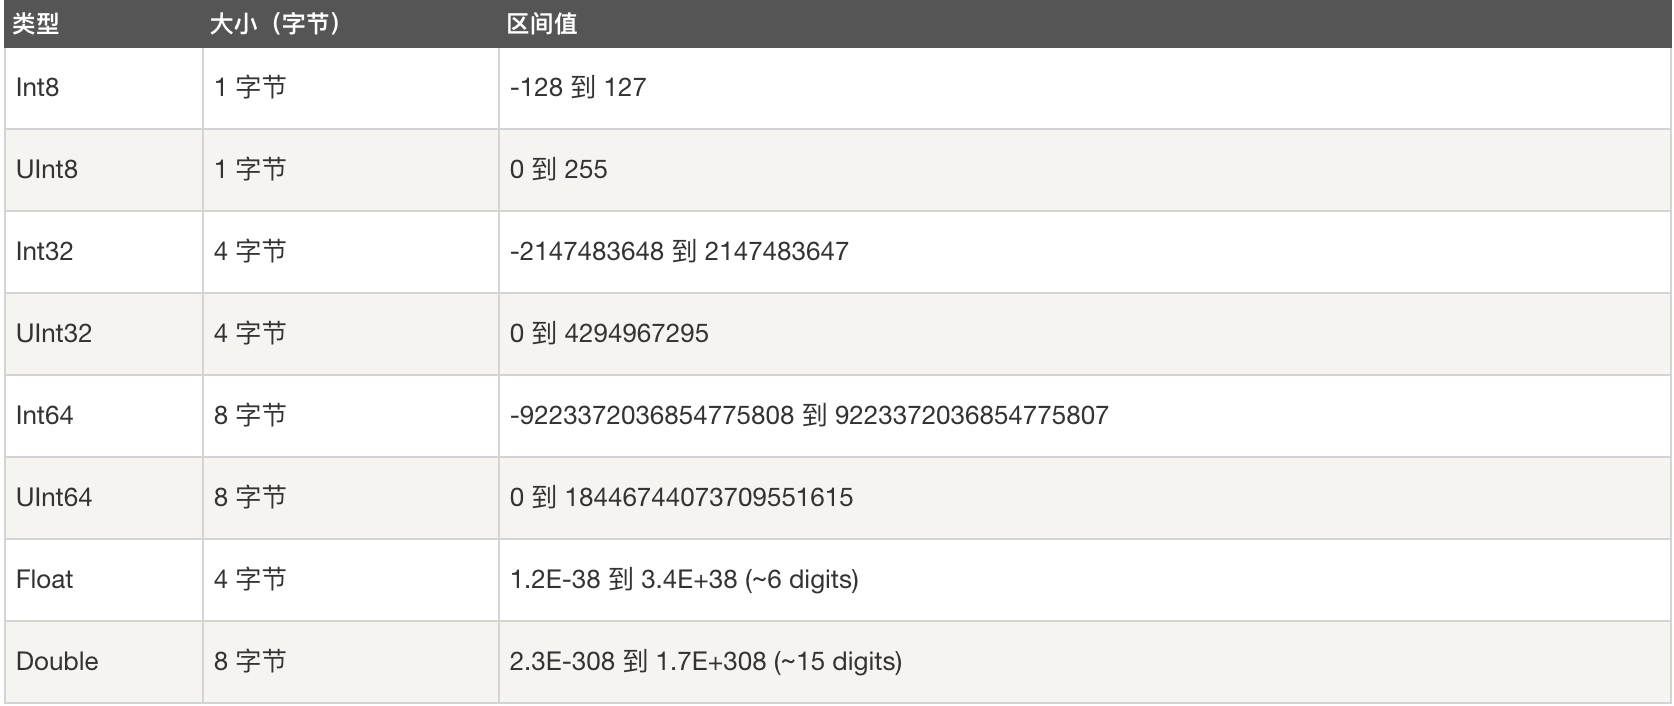 类型 大小（字节） 区间值
Int8 1 字节 -128 到 127
UInt8 1 字节 0 到 255
Int32 4 字节 -2147483648 到 2147483647
UInt32 4 字节 0 到 4294967295
Int64 8 字节 -9223372036854775808 到 9223372036854775807
UInt64 8 字节 0 到 18446744073709551615
Float 4 字节 1.2E-38 到 3.4E+38 (~6 digits)
Double 8 字节 2.3E-308 到 1.7E+308 (~15 digits)